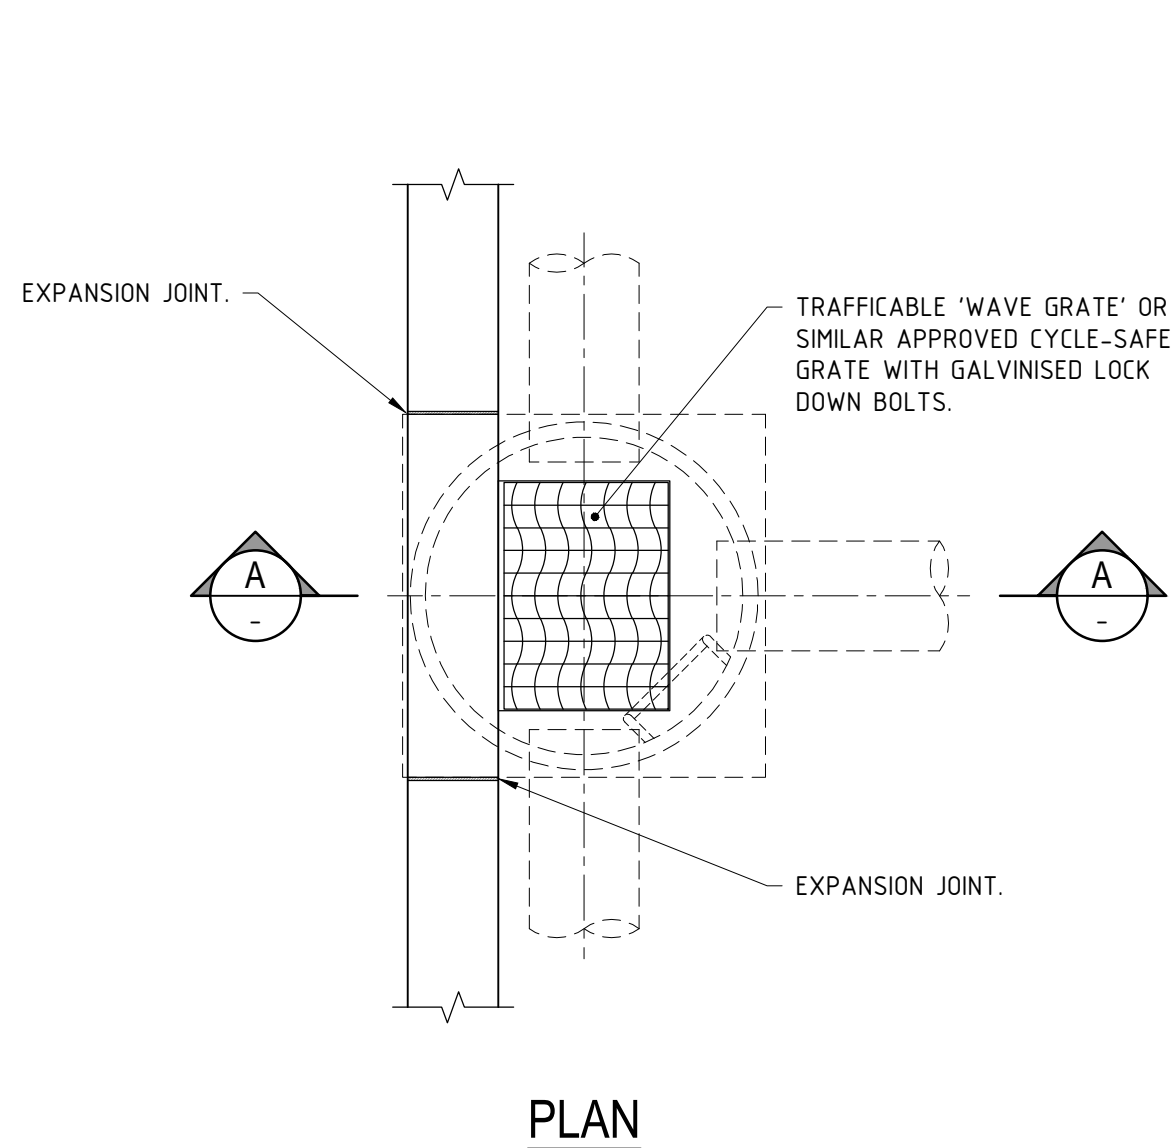 EXPANSION JOINT.
TRAFFICABLE 'WAVE GRATE' OR
SIMILAR APPROVED CYCLE-SAFE
GRATE WITH GALVINISED LOCK
DOWN BOLTS.
A
-
A
-
EXPANSION JOINT.
PLAN